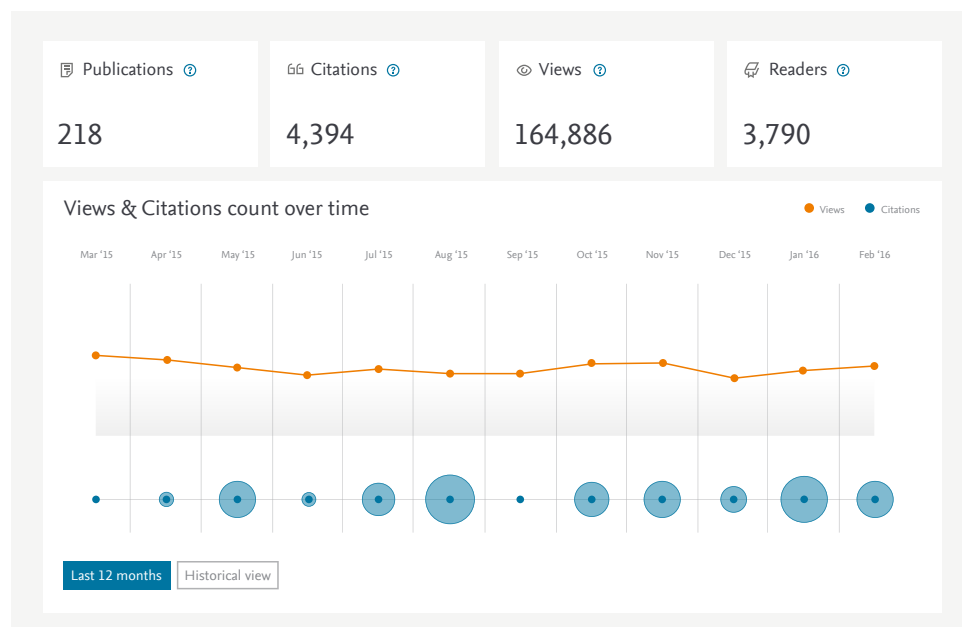 Publications ?
Citations ?
Views ?
Readers ?
218
4,394
164,886
3,790
Views & Citations count over time
Views
Citations
Mar ‘15
Apr ‘15
May ‘15
Jun ‘15
Jul ‘15
Aug ‘15
Sep ‘15
Oct ‘15
Nov ‘15
Dec ‘15
Jan ‘16
Feb ‘16
Last 12 months
Historical view